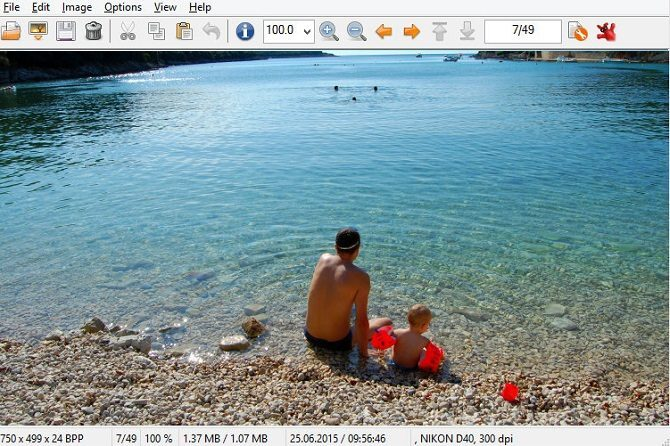 File Edit Image Options View Help
100.0 7/49
750 x 499 x 24 BPP 7/49 100 % 1.37 MB / 1.07 MB 25.06.2015 / 09:56:46 , NIKON D40, 300 dpi